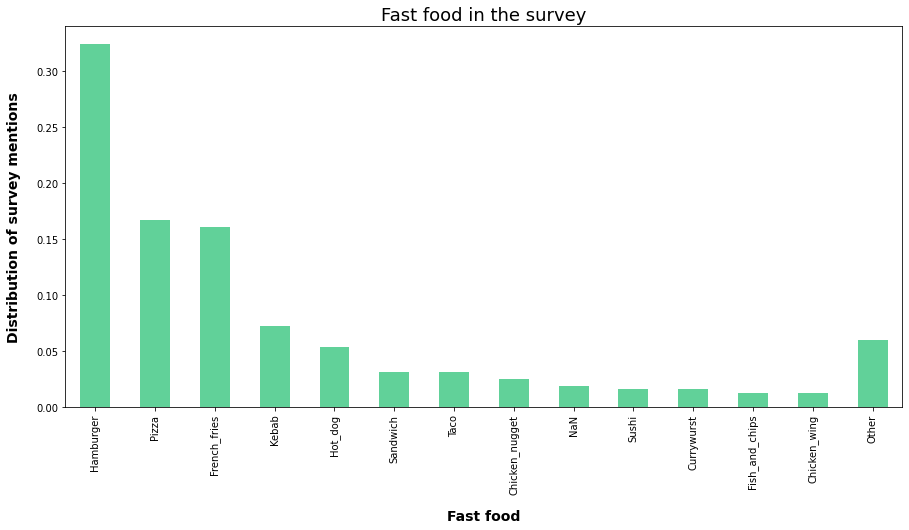 Fast food in the survey
Distribution of survey mentions
0.30
0.25
0.20
0.15
0.10
0.05
0.00
Hamburger
Pizza
French_fries
Kebab
Hot_dog
Sandwich
Taco
Chicken_nugget
NaN
Sushi
Currywurst
Fish_and_chips
Chicken_wing
Other
Fast food